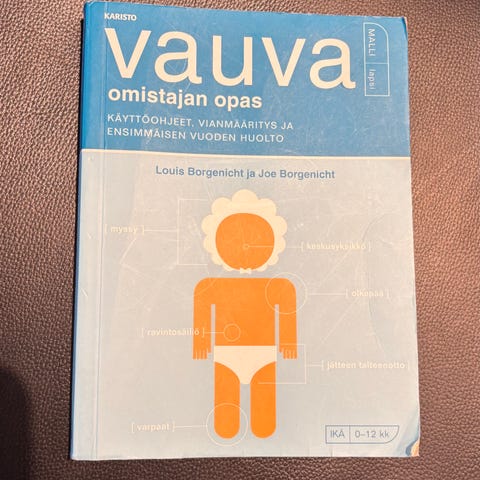 KARISTO
vauva
omistajan opas
KÄYTTÖOHJEET, VIANMÄÄRITYS JA
ENSIMMÄISEN VUODEN HUOLTO
MALLI lapsi
Louis Borgenicht ja Joe Borgenicht
[ myssy ]
[ keskusyksikkö ]
[ olkapää ]
[ ravintosäiliö ]
[ jätteen talteenotto ]
[ varpaat ]
IKÄ 0–12 kk